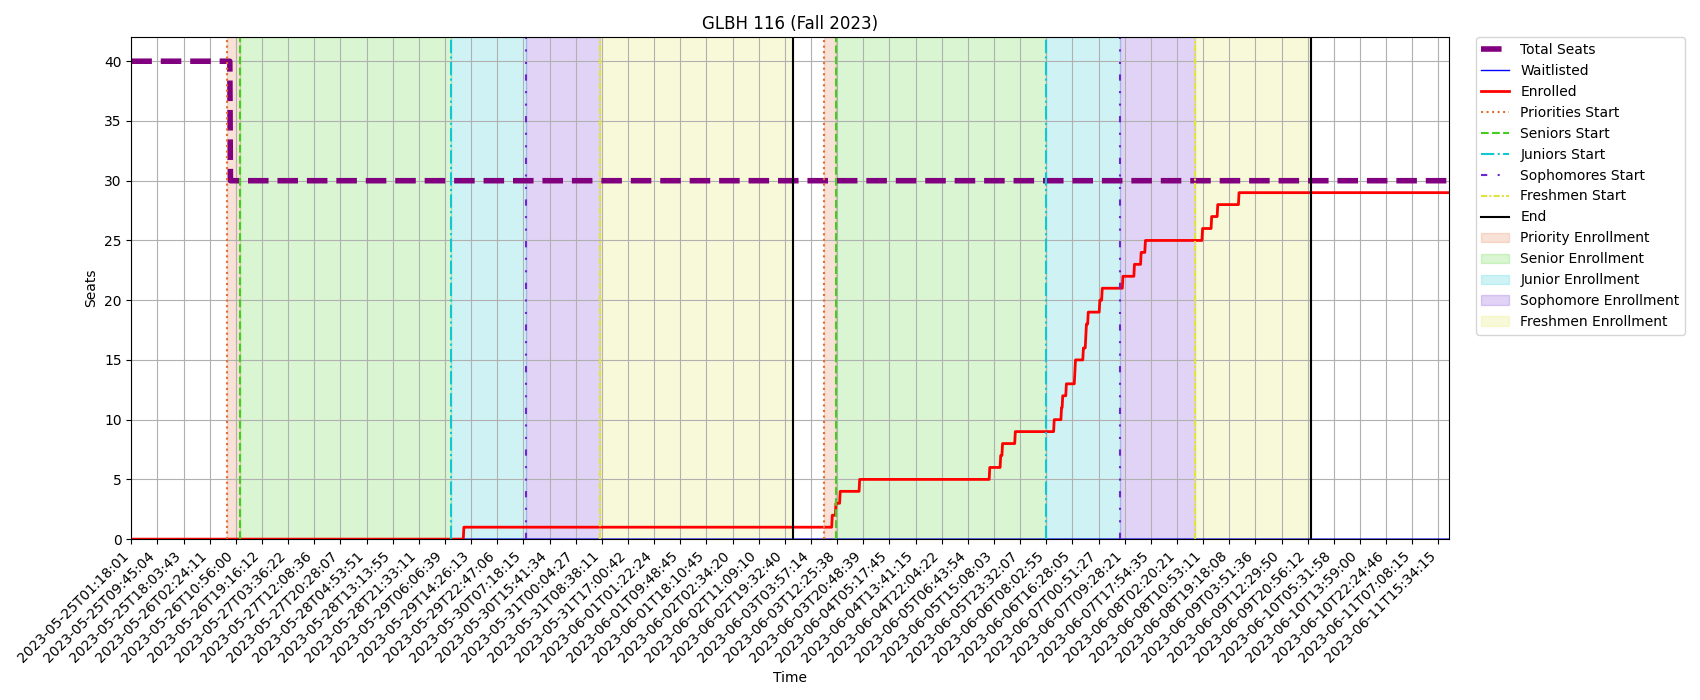 GLBH 116 (Fall 2023)
Seats
40
35
30
25
20
15
10
5
0
2023-05-25T01:18:01
2023-05-25T09:45:04
2023-05-25T18:03:43
2023-05-26T02:24:11
2023-05-26T10:56:00
2023-05-26T19:16:12
2023-05-27T03:36:22
2023-05-27T12:08:36
2023-05-27T20:28:07
2023-05-28T04:53:51
2023-05-28T13:13:55
2023-05-28T21:33:11
2023-05-29T06:06:39
2023-05-29T14:26:13
2023-05-29T22:47:06
2023-05-30T07:18:15
2023-05-30T15:41:34
2023-05-31T00:04:27
2023-05-31T08:38:11
2023-05-31T17:00:42
2023-06-01T01:22:24
2023-06-01T09:48:45
2023-06-01T18:10:45
2023-06-02T02:34:20
2023-06-02T11:09:10
2023-06-02T19:32:40
2023-06-03T03:57:14
2023-06-03T12:25:38
2023-06-03T20:48:39
2023-06-04T05:17:45
2023-06-04T13:41:15
2023-06-04T22:04:22
2023-06-05T06:43:54
2023-06-05T15:08:03
2023-06-05T23:32:07
2023-06-06T08:02:55
2023-06-06T16:28:05
2023-06-07T00:51:27
2023-06-07T09:28:21
2023-06-07T17:54:35
2023-06-08T02:20:21
2023-06-08T10:53:11
2023-06-08T19:18:08
2023-06-09T03:51:36
2023-06-09T12:29:50
2023-06-09T20:56:12
2023-06-10T05:31:58
2023-06-10T13:59:00
2023-06-10T22:24:46
2023-06-11T07:08:15
2023-06-11T15:34:15
Time
Total Seats
Waitlisted
Enrolled
Priorities Start
Seniors Start
Juniors Start
Sophomores Start
Freshmen Start
End
Priority Enrollment
Senior Enrollment
Junior Enrollment
Sophomore Enrollment
Freshmen Enrollment